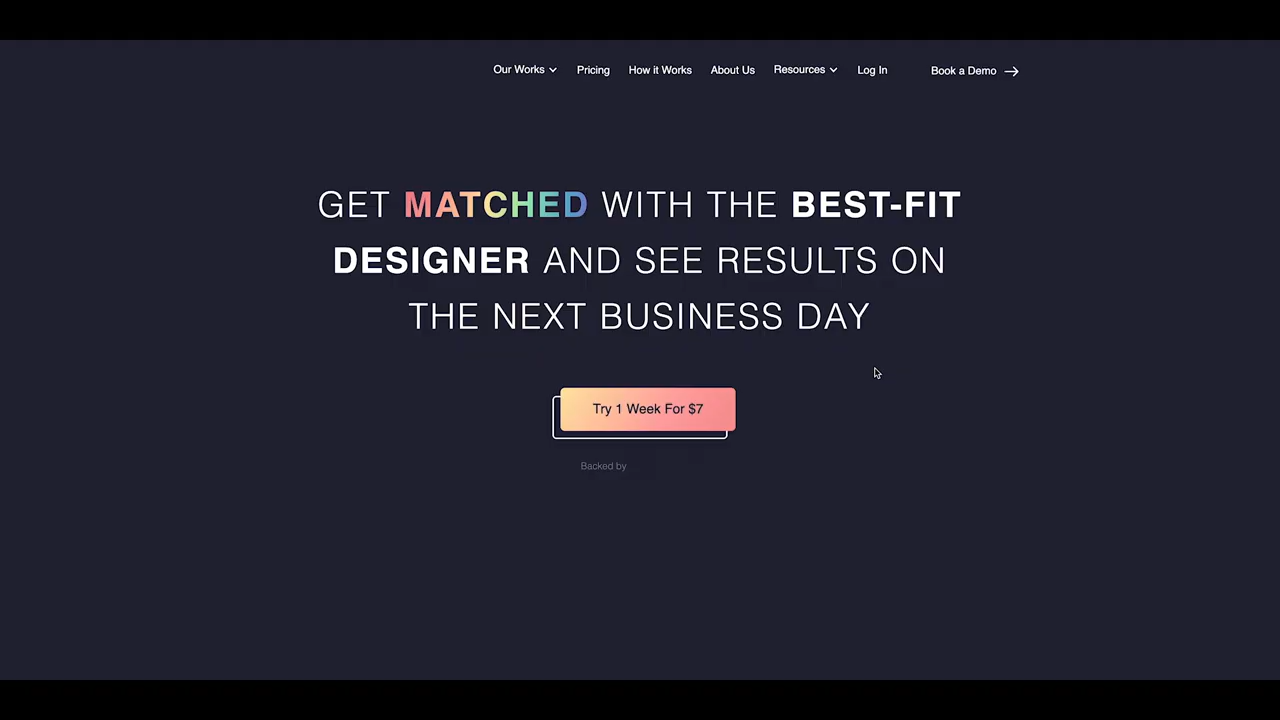 Our Works Pricing How it Works About Us Resources Log In Book a Demo
GET MATCHED WITH THE BEST-FIT
DESIGNER AND SEE RESULTS ON
THE NEXT BUSINESS DAY
Try 1 Week For $7
Backed by